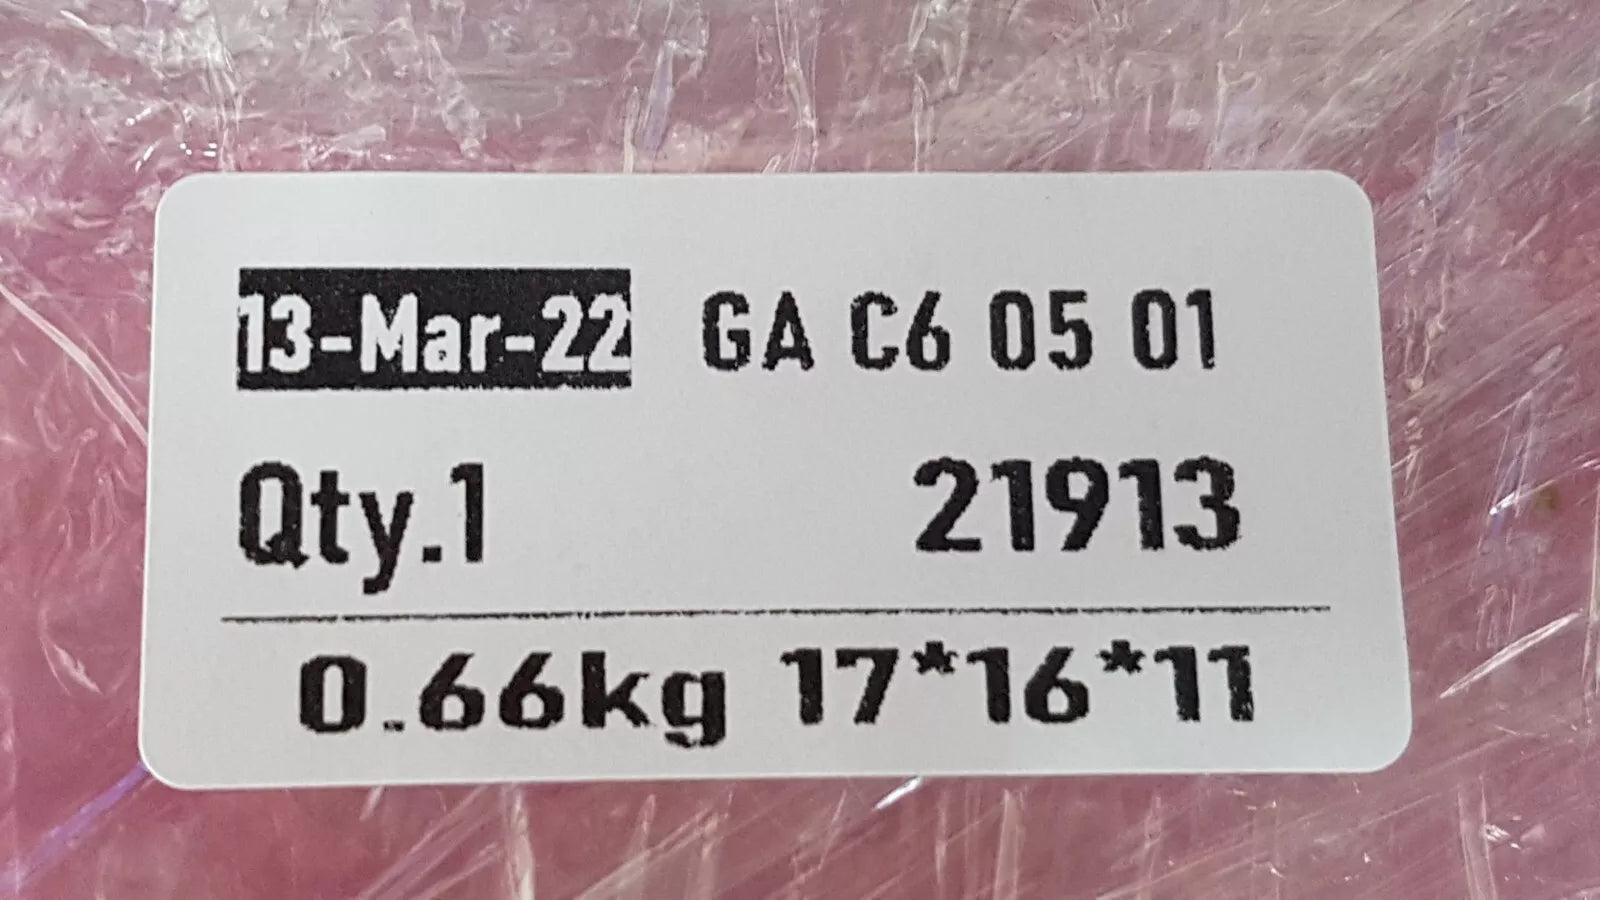 13-Mar-22 GA C6 05 01
Qty.1 21913
0.66kg 17*16*11